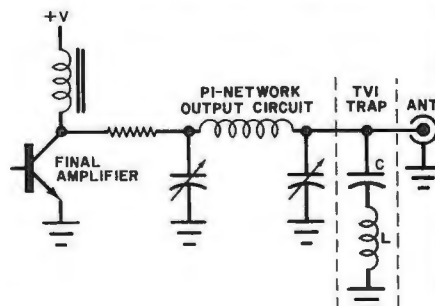 +V
PI-NETWORK
OUTPUT CIRCUIT
TVI
TRAP
ANT
FINAL
AMPLIFIER
C
L